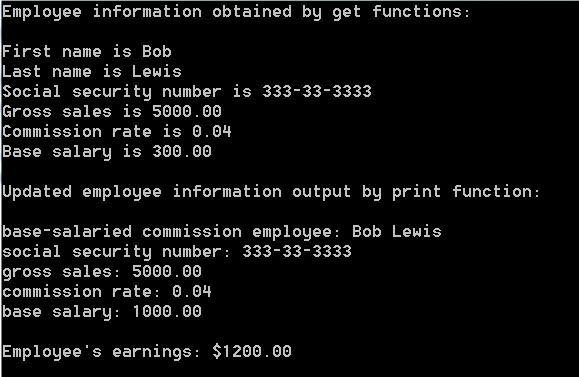 Employee information obtained by get functions:
First name is Bob
Last name is Lewis
Social security number is 333-33-3333
Gross sales is 5000.00
Commission rate is 0.04
Base salary is 300.00
Updated employee information output by print function:
base-salaried commission employee: Bob Lewis
social security number: 333-33-3333
gross sales: 5000.00
commission rate: 0.04
base salary: 1000.00
Employee's earnings: $1200.00